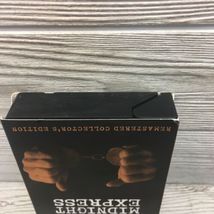 REMASTERED COLLECTOR'S EDITION
MIDNIGHT
EXPRESS